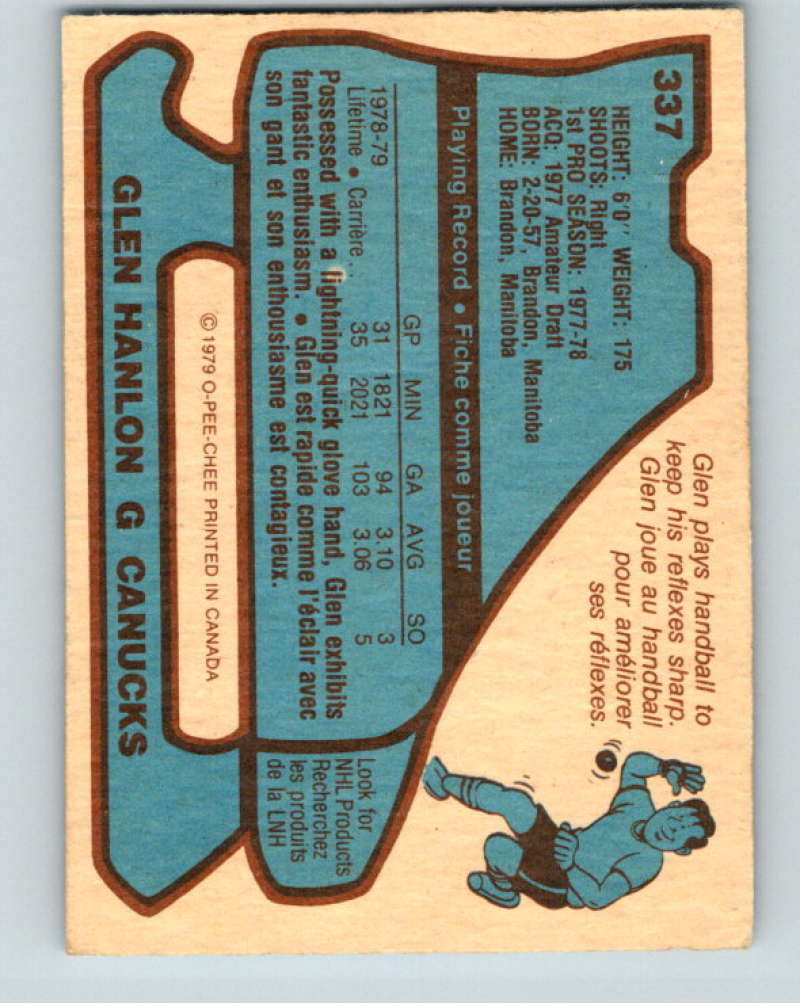 337
HEIGHT: 6'0" WEIGHT: 175
SHOOTS: Right
1st PRO SEASON: 1977-78
ACQ: 1977 Amateur Draft
BORN: 2-20-57, Brandon, Manitoba
HOME: Brandon, Manitoba
Glen plays handball to
keep his reflexes sharp.
Glen joue au handball
pour améliorer
ses réflexes.
Playing Record • Fiche comme joueur
GP MIN GA AVG SO
1978-79 31 1821 94 3.10 3
Lifetime • Carrière... 35 2021 103 3.06 5
Possessed with a lightning-quick glove hand, Glen exhibits
fantastic enthusiasm. • Glen est rapide comme l'éclair avec
son gant et son enthousiasme est contagieux.
Look for
NHL Products
Recherchez
les produits
de la LNH
© 1979 O-PEE-CHEE PRINTED IN CANADA
GLEN HANLON G CANUCKS